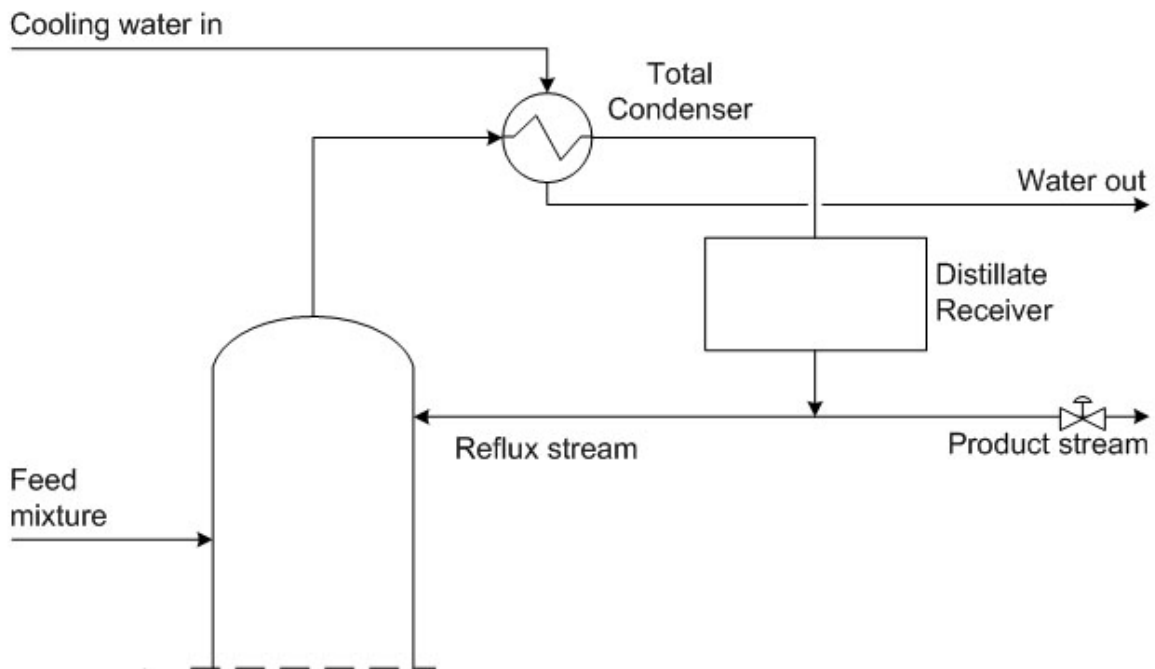 Cooling water in
Total
Condenser
Water out
Distillate
Receiver
Reflux stream
Product stream
Feed
mixture